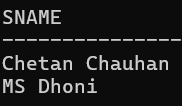 SNAME
---------------
Chetan Chauhan
MS Dhoni